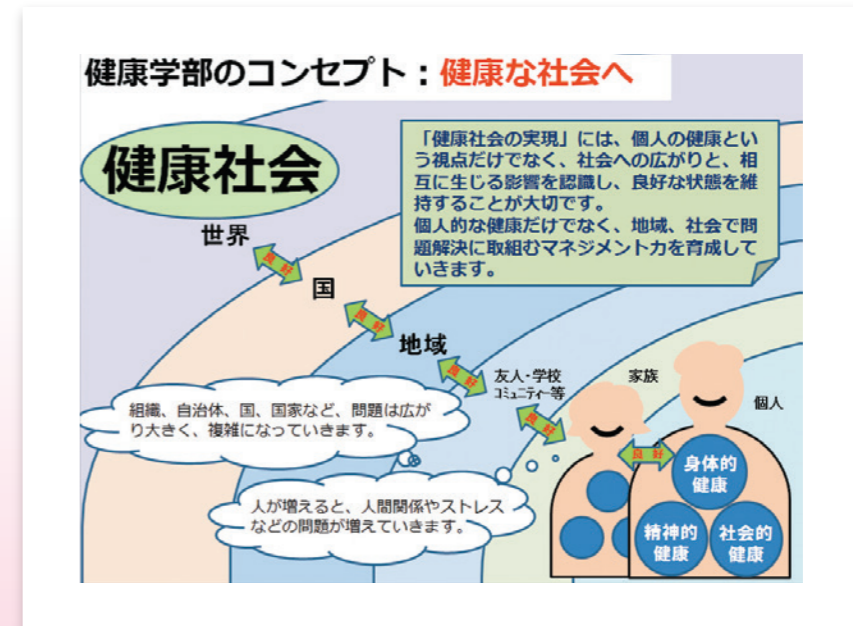 健康学部のコンセプト：健康な社会へ
健康社会
「健康社会の実現」には、個人の健康とい
う視点だけでなく、社会への広がりと、相
互に生じる影響を認識し、良好な状態を維
持することが大切です。
個人的な健康だけでなく、地域、社会で問
題解決に取組むマネジメント力を育成して
いきます。
世界
良好
国
良好
地域
良好
友人・学校
コミュニティー等
良好
家族
良好
個人
組織、自治体、国、国家など、問題は広が
り大きく、複雑になっていきます。
人が増えると、人間関係やストレス
などの問題が増えていきます。
身体的
健康
精神的
健康
社会的
健康